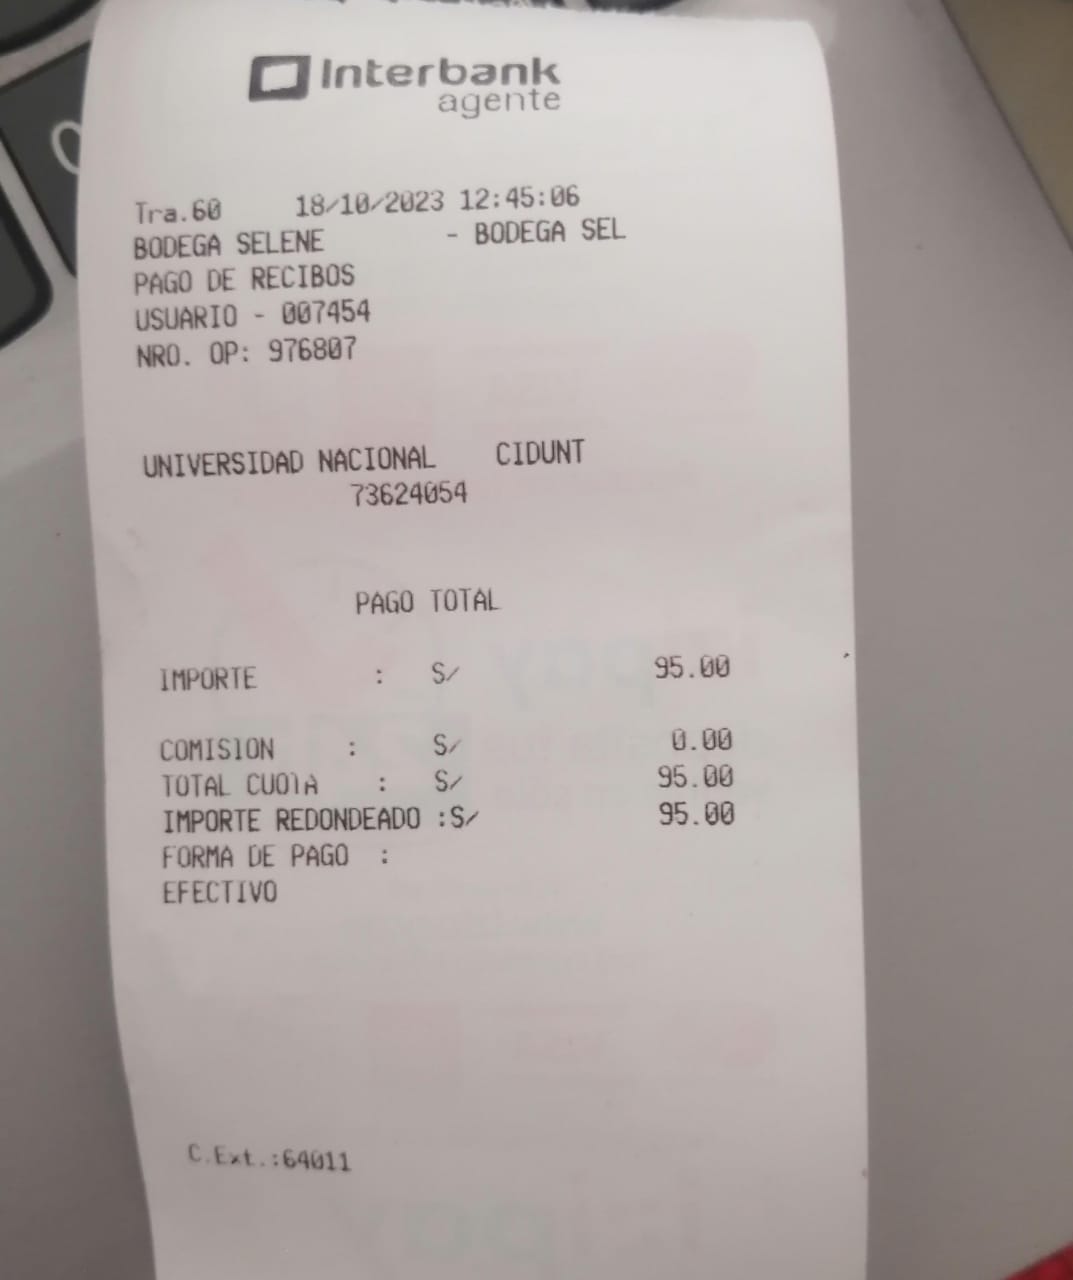 Interbank
agente
Tra.60 18/10/2023 12:45:06
BODEGA SELENE - BODEGA SEL
PAGO DE RECIBOS
USUARIO - 007454
NRO. OP: 976807
UNIVERSIDAD NACIONAL CIDUNT
73624054
PAGO TOTAL
IMPORTE : S/ 95.00
COMISION : S/ 0.00
TOTAL CUOTA : S/ 95.00
IMPORTE REDONDEADO :S/ 95.00
FORMA DE PAGO :
EFECTIVO
C.Ext.:64011